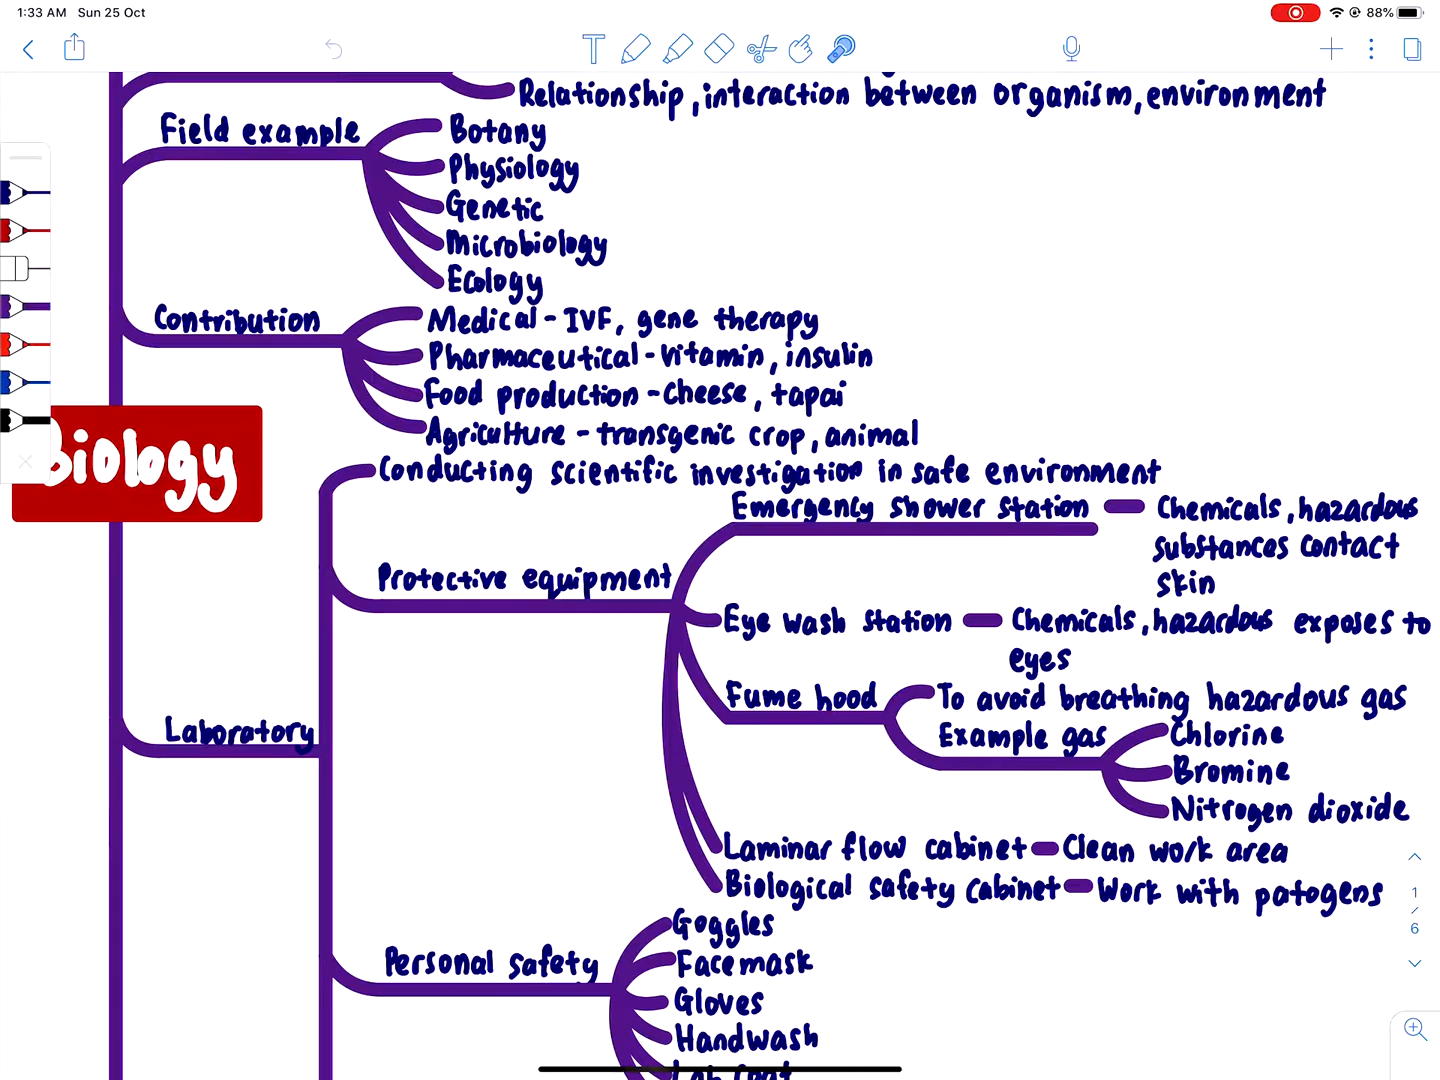 1:33 AM Sun 25 Oct
88%
Relationship, interaction between organism, environment
Field example
Botany
Physiology
Genetic
Microbiology
Ecology
Contribution
Medical - IVF, gene therapy
Pharmaceutical - vitamin, insulin
Food production - cheese, tapai
Agriculture - transgenic crop, animal
Biology
Conducting scientific investigation in safe environment
Emergency shower station
Chemicals, hazardous
substances contact
skin
Protective equipment
Eye wash station
Chemicals, hazardous exposes to
eyes
Fume hood
To avoid breathing hazardous gas
Laboratory
Example gas
Chlorine
Bromine
Nitrogen dioxide
Laminar flow cabinet
Clean work area
Biological safety cabinet
Work with patogens
1
/
6
Personal safety
Goggles
Facemask
Gloves
Handwash
Lab coat